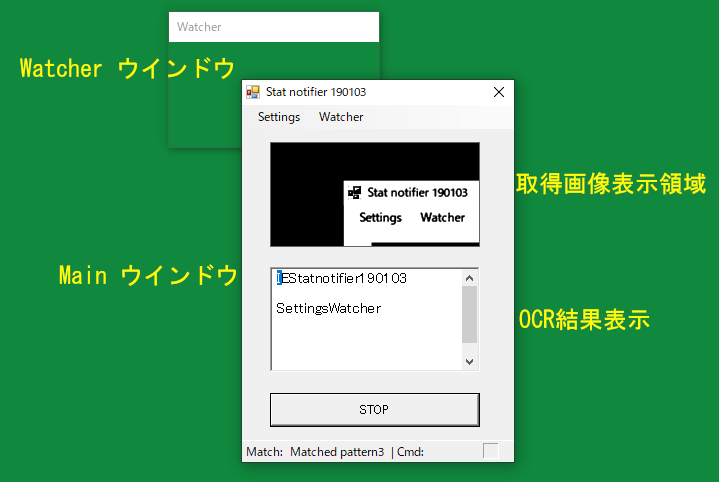 Watcher
Watcher ウインドウ
Stat notifier 190103
Settings Watcher
取得画像表示領域
Stat notifier 190103
Settings Watcher
Main ウインドウ
iEStatnotifier190103
SettingsWatcher
OCR結果表示
STOP
Match: Matched pattern3 | Cmd: